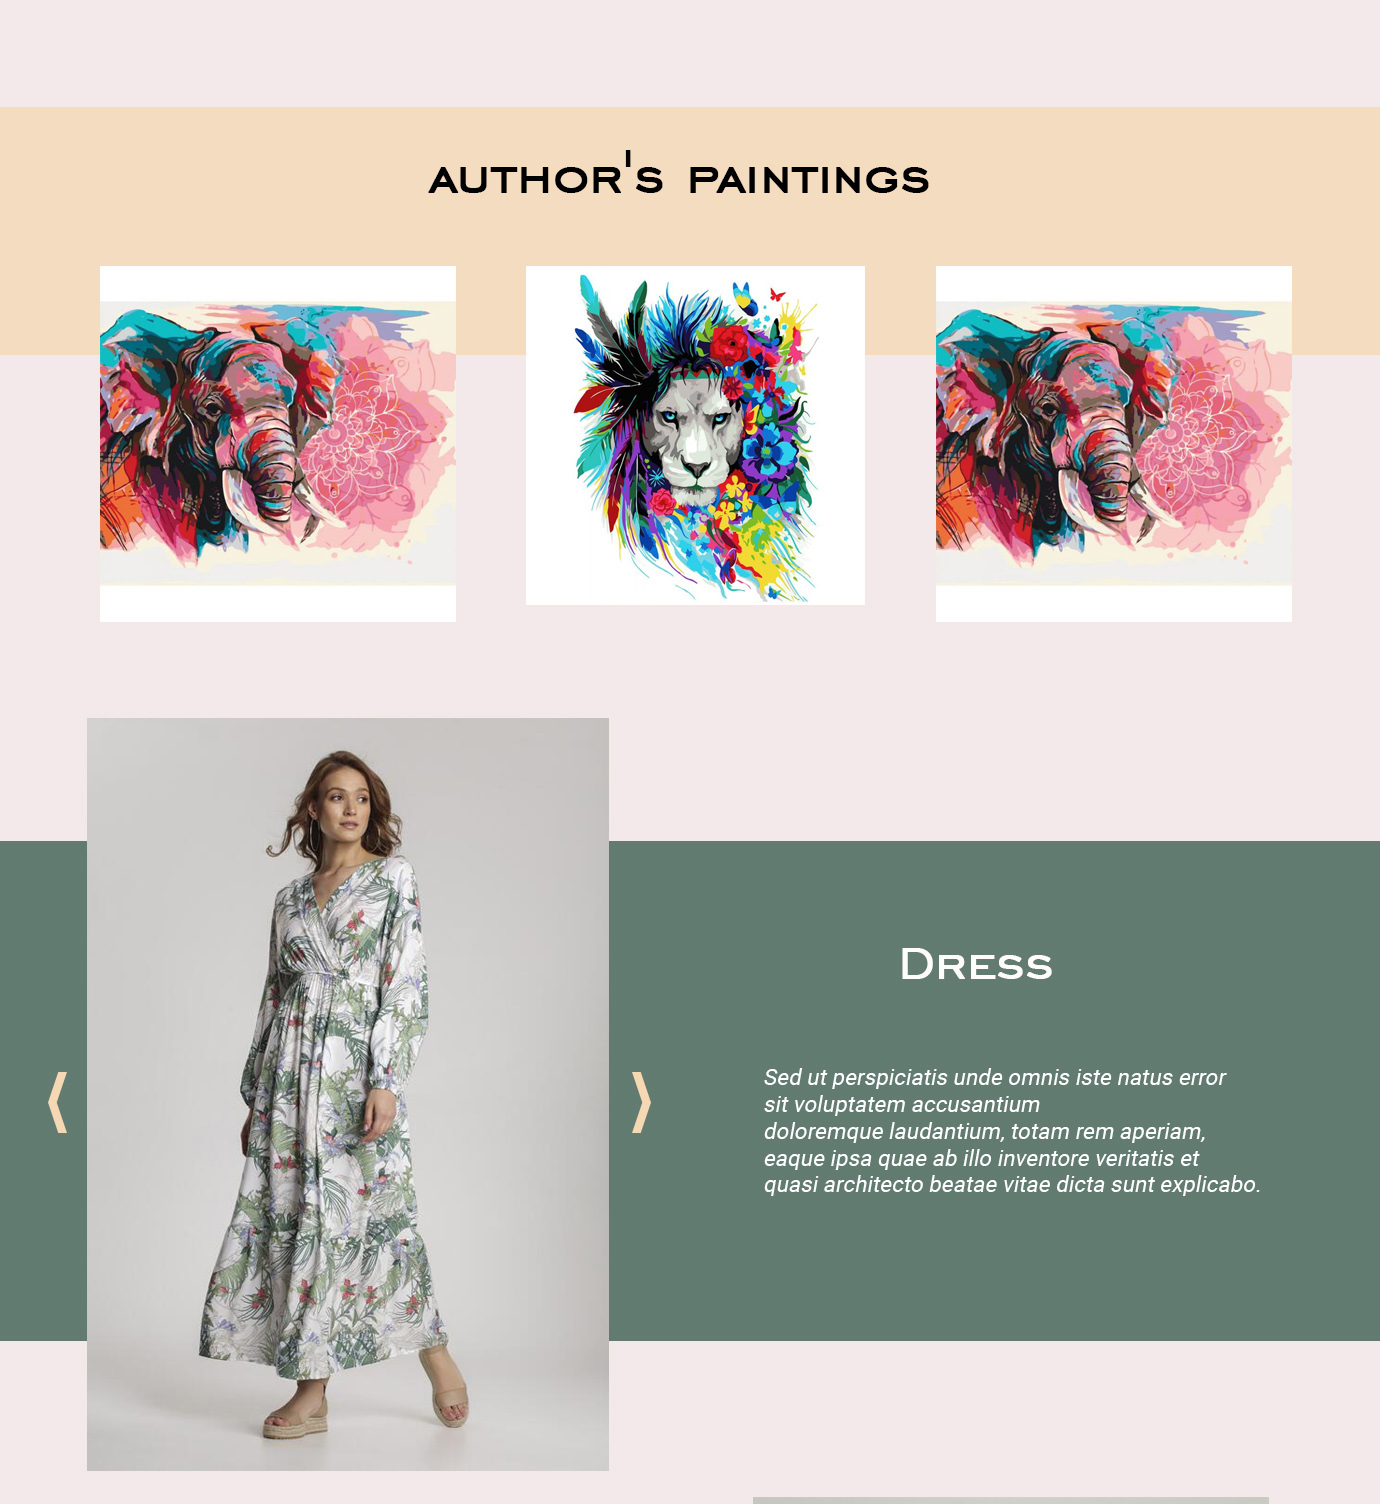 AUTHOR'S PAINTINGS
DRESS
Sed ut perspiciatis unde omnis iste natus error
sit voluptatem accusantium
doloremque laudantium, totam rem aperiam,
eaque ipsa quae ab illo inventore veritatis et
quasi architecto beatae vitae dicta sunt explicabo.